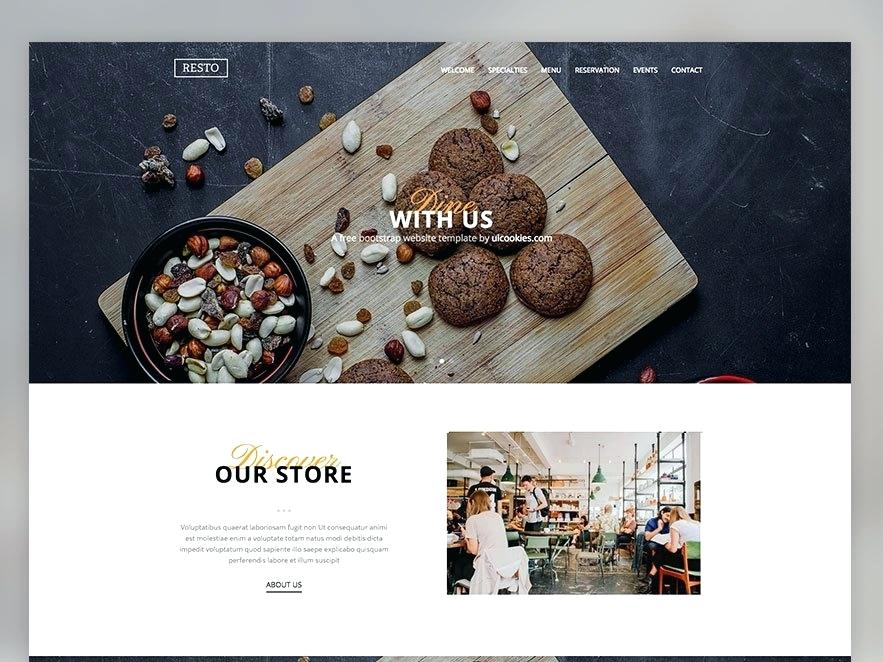 RESTO
WELCOME SPECIALTIES MENU RESERVATION EVENTS CONTACT
Dine
WITH US
A free bootstrap website template by uicookies.com
Discover
OUR STORE
Voluptatibus quaerat laboriosam fugit non Ut consequatur animi
est molestiae enim a voluptate totam natus modi debitis dicta
impedit voluptatum quod sapiente illo saepe explicabo quisquam
perferendis labore et illum suscipit
ABOUT US
LONDON